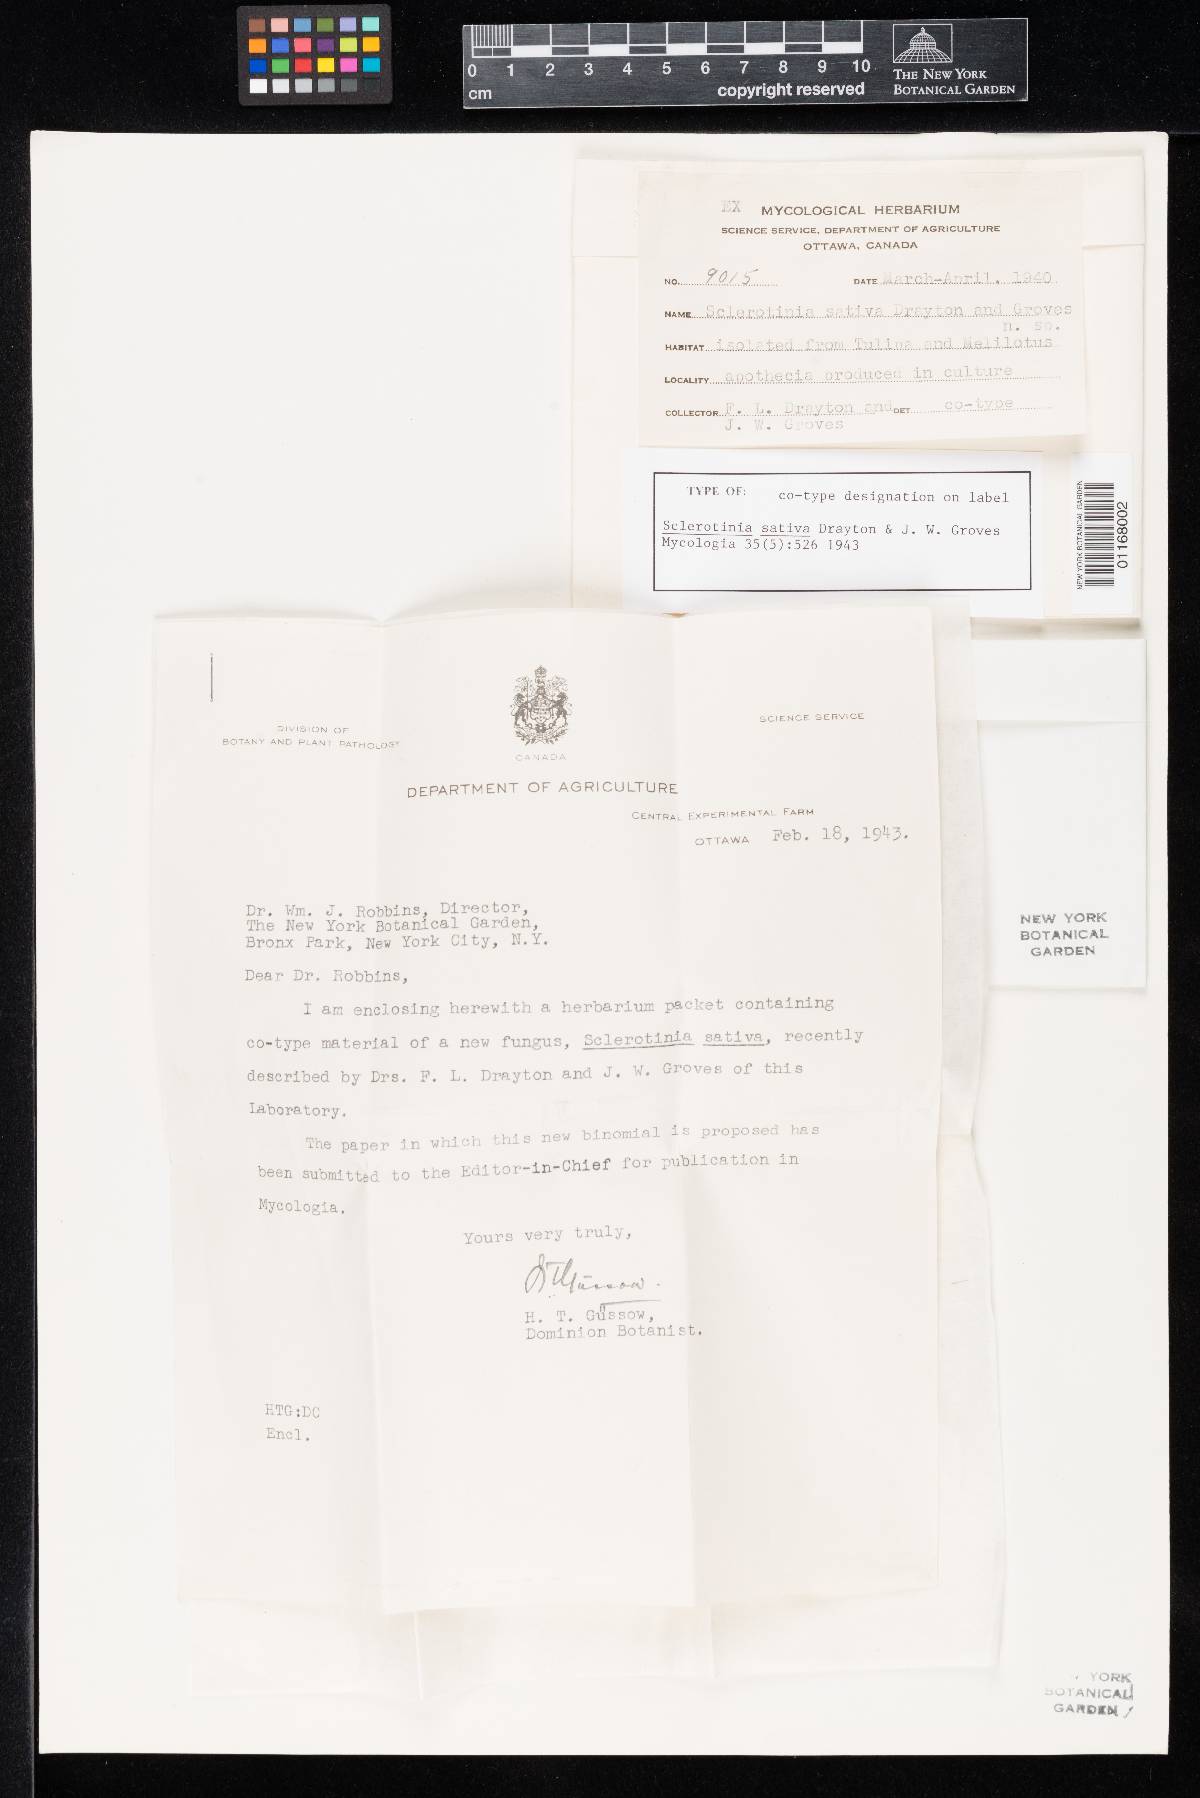 0 1 2 3 4 5 6 7 8 9 10
cm
copyright reserved
THE NEW YORK
BOTANICAL GARDEN
EX MYCOLOGICAL HERBARIUM
SCIENCE SERVICE, DEPARTMENT OF AGRICULTURE
OTTAWA, CANADA
NO. 9015 DATE March-April, 1940
NAME Sclerotinia sativa Drayton and Groves
n. sp.
HABITAT isolated from Tulipa and Melilotus
LOCALITY apothecia produced in culture
COLLECTOR F. L. Drayton and DET. co-type
J. W. Groves
TYPE OF: co-type designation on label
Sclerotinia sativa Drayton & J. W. Groves
Mycologia 35(5):526 1943
NEW YORK BOTANICAL GARDEN
01168002
DIVISION OF
BOTANY AND PLANT PATHOLOGY
SCIENCE SERVICE
CANADA
DEPARTMENT OF AGRICULTURE
CENTRAL EXPERIMENTAL FARM
OTTAWA Feb. 18, 1943.
Dr. Wm. J. Robbins, Director,
The New York Botanical Garden,
Bronx Park, New York City, N.Y.
Dear Dr. Robbins,
I am enclosing herewith a herbarium packet containing
co-type material of a new fungus, Sclerotinia sativa, recently
described by Drs. F. L. Drayton and J. W. Groves of this
Laboratory.
The paper in which this new binomial is proposed has
been submitted to the Editor-in-Chief for publication in
Mycologia.
Yours very truly,
HTGüssow.
H. T. Güssow,
Dominion Botanist.
HTG:DC
Encl.
NEW YORK
BOTANICAL
GARDEN
YORK
BOTANICAL
GARDEN